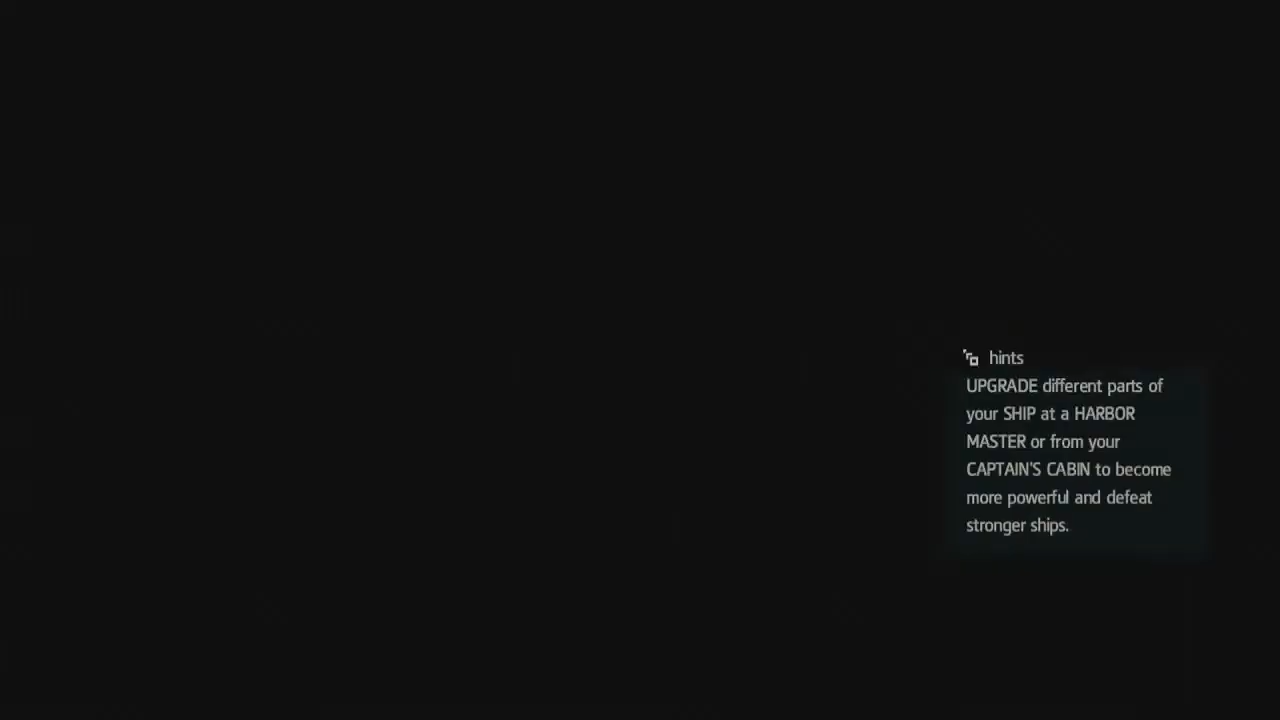 hints
UPGRADE different parts of
your SHIP at a HARBOR
MASTER or from your
CAPTAIN'S CABIN to become
more powerful and defeat
stronger ships.